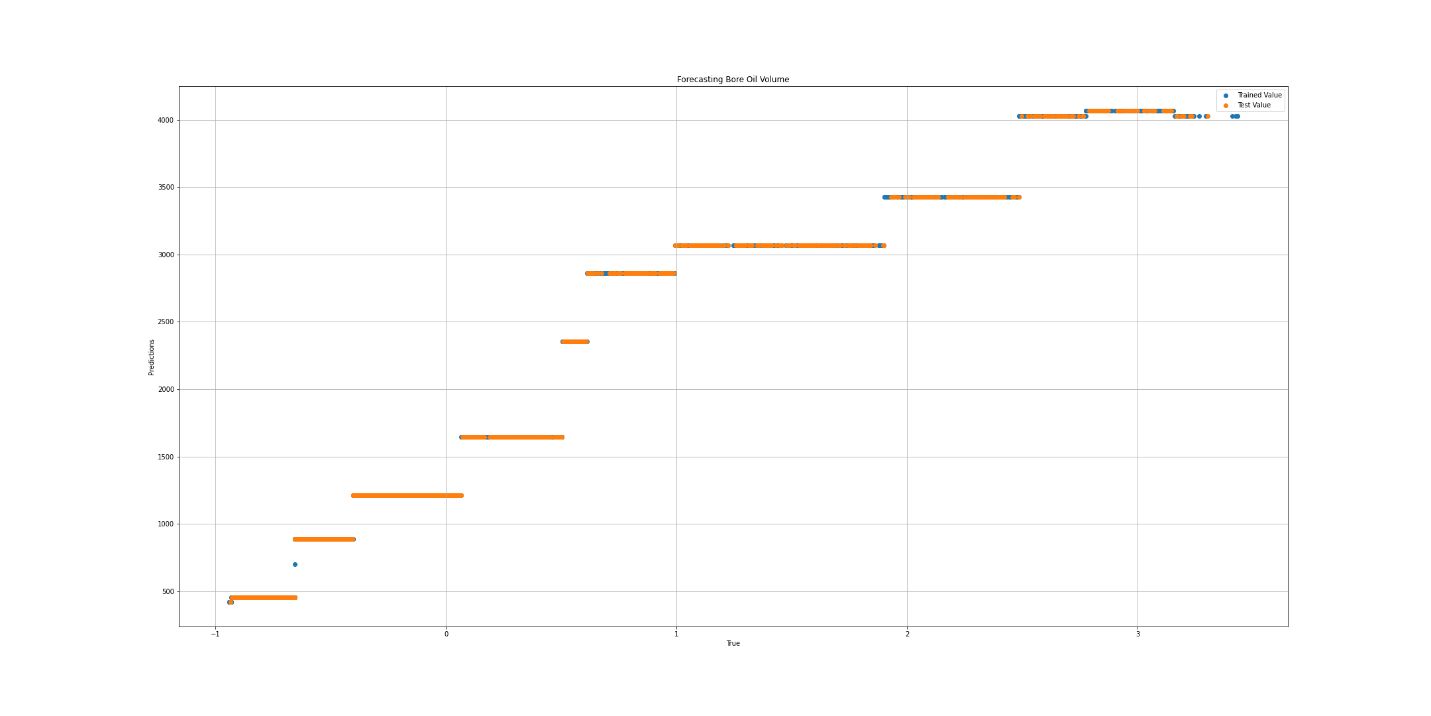 Forecasting Bore Oil Volume
Trained Value
Test Value
4000
3500
3000
2500
2000
1500
1000
500
Predictions
−1
0
1
2
3
True